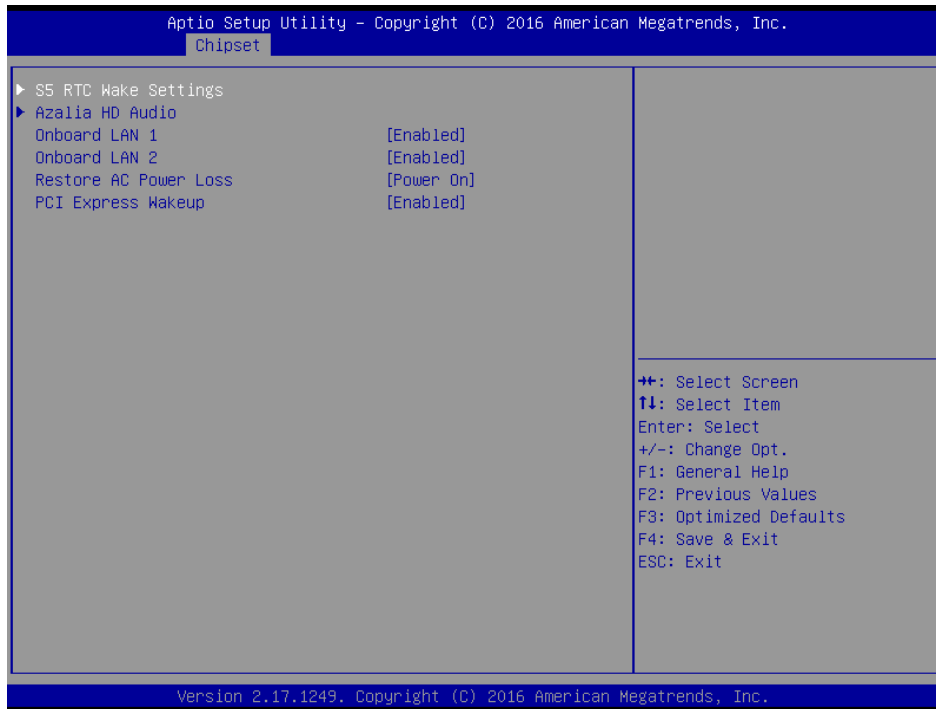 Aptio Setup Utility – Copyright (C) 2016 American Megatrends, Inc.
Chipset
▶ S5 RTC Wake Settings
▶ Azalia HD Audio
Onboard LAN 1 [Enabled]
Onboard LAN 2 [Enabled]
Restore AC Power Loss [Power On]
PCI Express Wakeup [Enabled]
→←: Select Screen
↑↓: Select Item
Enter: Select
+/-: Change Opt.
F1: General Help
F2: Previous Values
F3: Optimized Defaults
F4: Save & Exit
ESC: Exit
Version 2.17.1249. Copyright (C) 2016 American Megatrends, Inc.